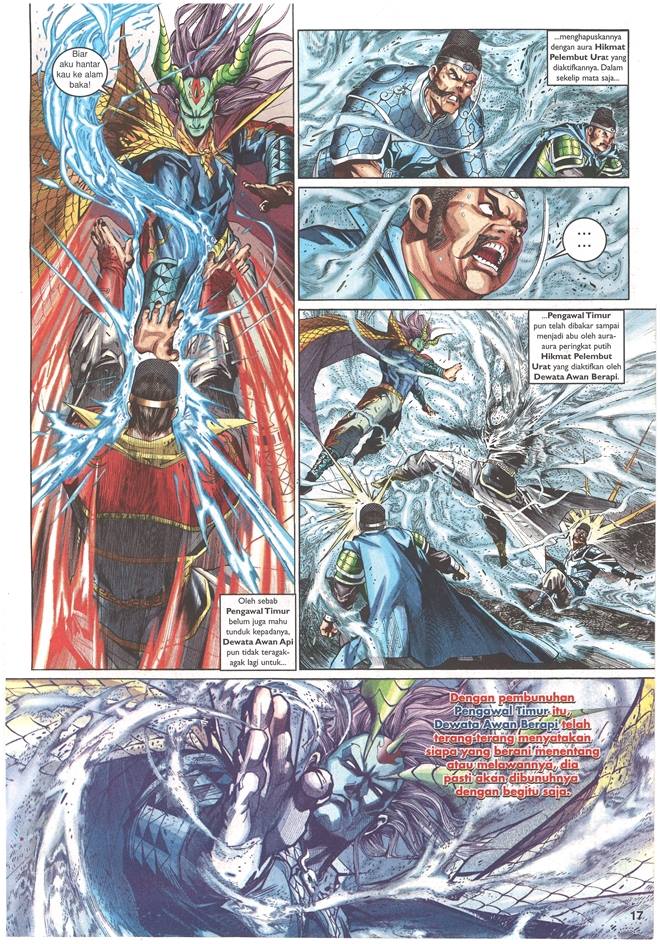 Biar
aku hantar
kau ke alam
baka!
Oleh sebab
Pengawal Timur
belum juga mahu
tunduk kepadanya,
Dewata Awan Api
pun tidak teragak-
agak lagi untuk...
...menghapuskannya
dengan aura Hikmat
Pelembut Urat yang
diaktifkannya. Dalam
sekelip mata saja...
...
...
...Pengawal Timur
pun telah dibakar sampai
menjadi abu oleh aura-
aura peringkat putih
Hikmat Pelembut
Urat yang diaktifkan oleh
Dewata Awan Berapi.
Dengan pembunuhan
Pengawal Timur itu,
Dewata Awan Berapi telah
terang-terang menyatakan
siapa yang berani menentang
atau melawannya, dia
pasti akan dibunuhnya
dengan begitu saja.
17